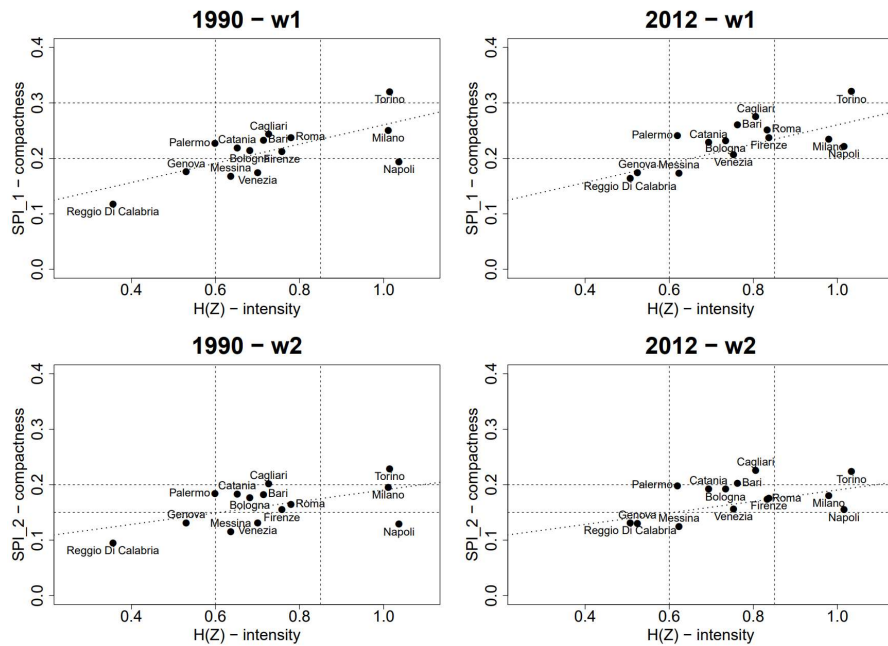 1990 − w1
SPI_1 − compactness
0.4
0.3
0.2
0.1
0.0
Torino
Cagliari
Palermo
Catania
Bari
Roma
Milano
Bologna
Firenze
Genova
Messina
Venezia
Napoli
Reggio Di Calabria
0.4 0.6 0.8 1.0
H(Z) − intensity
2012 − w1
SPI_1 − compactness
0.4
0.3
0.2
0.1
0.0
Torino
Cagliari
Bari
Palermo
Catania
Roma
Bologna
Firenze
Milano
Napoli
Genova
Messina
Venezia
Reggio Di Calabria
0.4 0.6 0.8 1.0
H(Z) − intensity
1990 − w2
SPI_2 − compactness
0.4
0.3
0.2
0.1
0.0
Cagliari
Torino
Palermo
Catania
Bari
Milano
Bologna
Roma
Genova
Messina
Firenze
Venezia
Napoli
Reggio Di Calabria
0.4 0.6 0.8 1.0
H(Z) − intensity
2012 − w2
SPI_2 − compactness
0.4
0.3
0.2
0.1
0.0
Cagliari
Torino
Palermo
Catania
Bari
Bologna
Roma
Firenze
Milano
Genova
Messina
Venezia
Napoli
Reggio Di Calabria
0.4 0.6 0.8 1.0
H(Z) − intensity